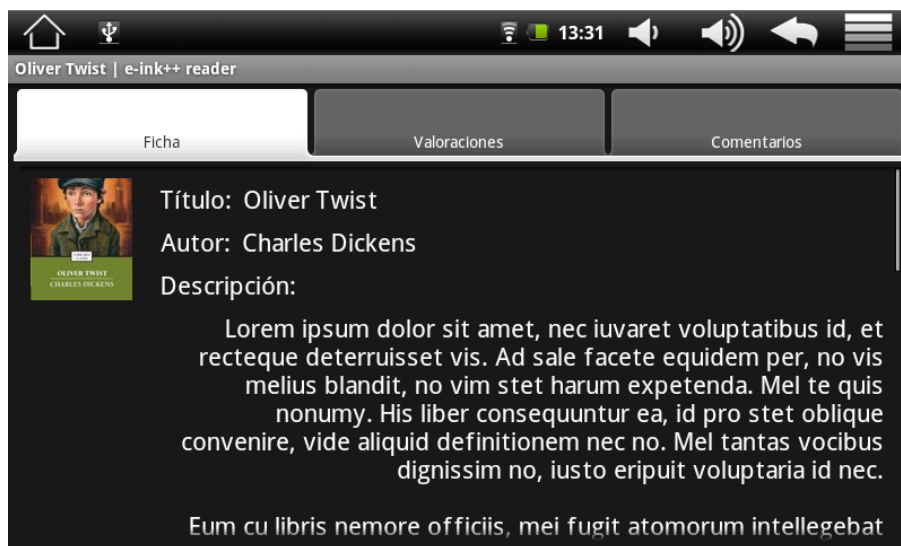 13:31
Oliver Twist | e-ink++ reader
Ficha
Valoraciones
Comentarios
Título: Oliver Twist
Autor: Charles Dickens
OLIVER TWIST
CHARLES DICKENS
Descripción:
Lorem ipsum dolor sit amet, nec iuvaret voluptatibus id, et
recteque deterruisset vis. Ad sale facete equidem per, no vis
melius blandit, no vim stet harum expetenda. Mel te quis
nonumy. His liber consequuntur ea, id pro stet oblique
convenire, vide aliquid definitionem nec no. Mel tantas vocibus
dignissim no, iusto eripuit voluptaria id nec.
Eum cu libris nemore officiis, mei fugit atomorum intellegebat